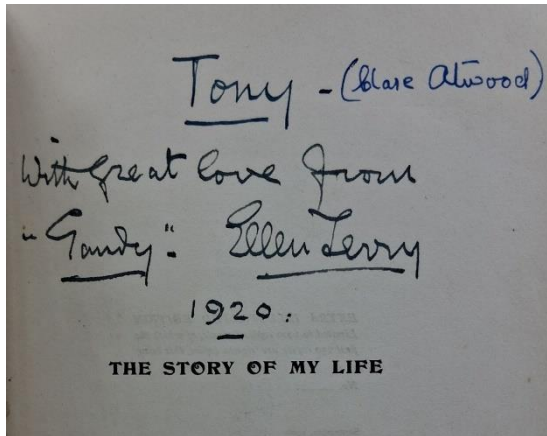 Tony - (Clare Atwood)
With great love from
"Gandy". Ellen Terry
1920.
THE STORY OF MY LIFE